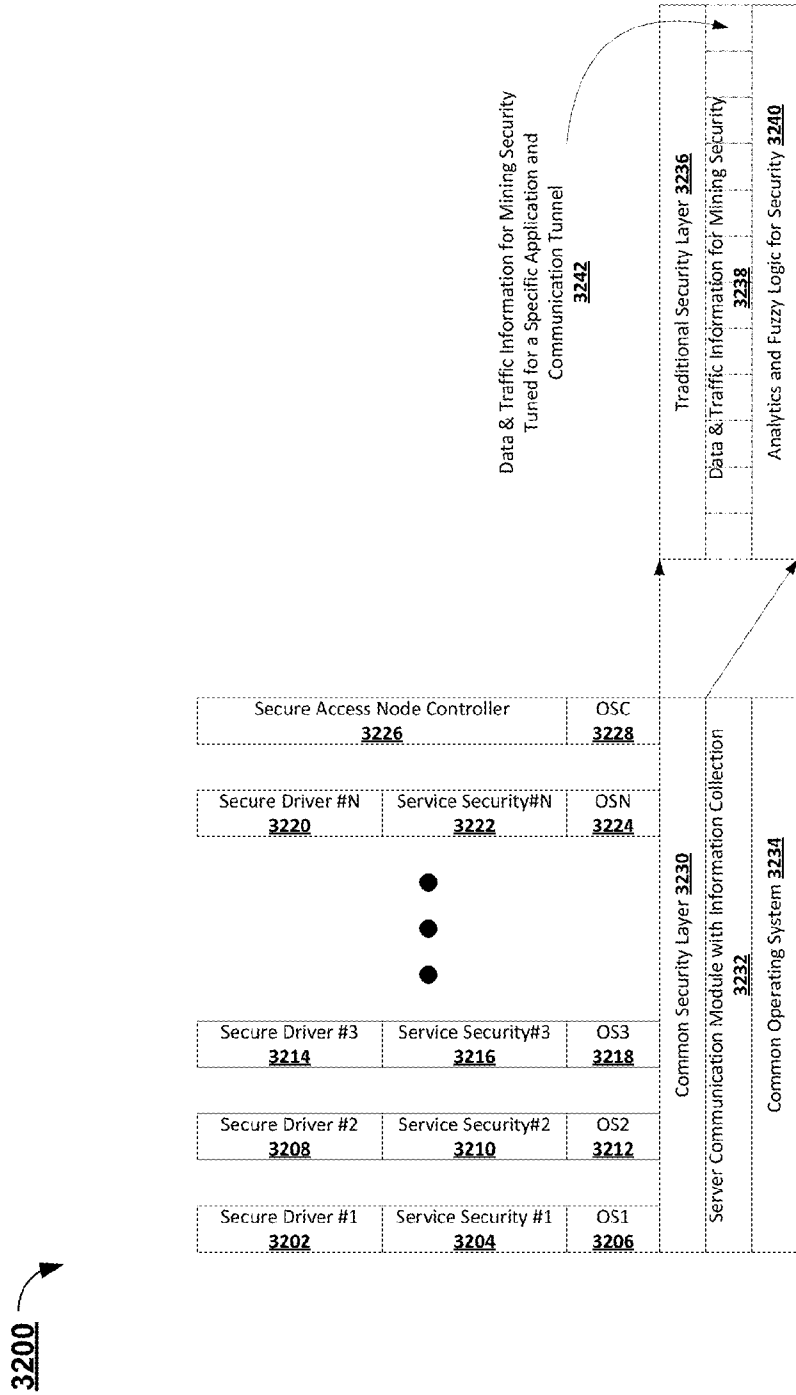 3200
Data & Traffic Information for Mining Security
Tuned for a Specific Application and
Communication Tunnel
3242
Secure Driver #1
3202
Service Security #1
3204
OS1
3206
Secure Driver #2
3208
Service Security#2
3210
OS2
3212
Secure Driver #3
3214
Service Security#3
3216
OS3
3218
Secure Driver #N
3220
Service Security#N
3222
OSN
3224
Secure Access Node Controller
3226
OSC
3228
Common Security Layer 3230
Server Communication Module with Information Collection
3232
Common Operating System 3234
Traditional Security Layer 3236
Data & Traffic Information for Mining Security
3238
Analytics and Fuzzy Logic for Security 3240